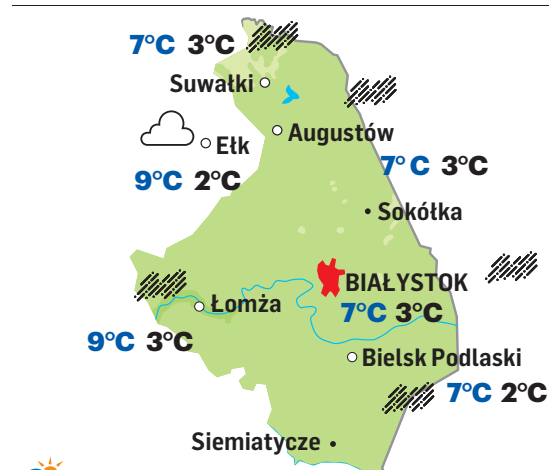 7°C 3°C
Suwałki
Augustów
Ełk
7°C 3°C
9°C 2°C
Sokółka
BIAŁYSTOK
Łomża
7°C 3°C
9°C 3°C
Bielsk Podlaski
7°C 2°C
Siemiatycze